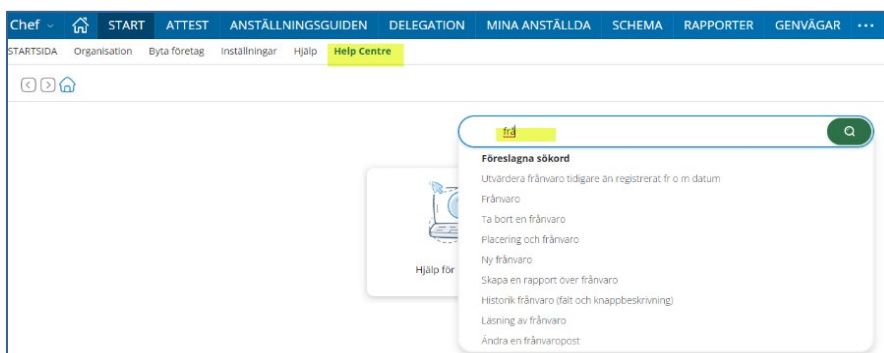 Chef START ATTEST ANSTÄLLNINGSGUIDEN DELEGATION MINA ANSTÄLLDA SCHEMA RAPPORTER GENVÄGAR ...
STARTSIDA Organisation Byta företag Inställningar Hjälp Help Centre
frå
Föreslagna sökord
Utvärdera frånvaro tidigare än registrerat fr o m datum
Frånvaro
Ta bort en frånvaro
Placering och frånvaro
Ny frånvaro
Hjälp för
Skapa en rapport över frånvaro
Historik frånvaro (fält och knappbeskrivning)
Läsning av frånvaro
Ändra en frånvaropost